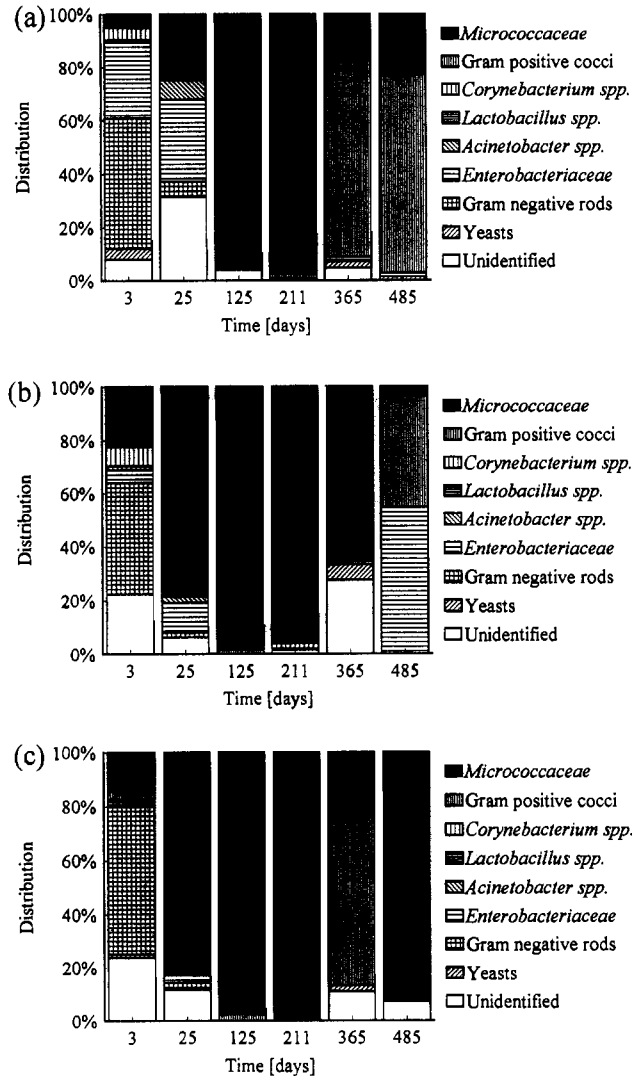 (a)
100%
80%
60%
40%
20%
0%
Distribution
3 25 125 211 365 485
Time [days]
Micrococcaceae
Gram positive cocci
Corynebacterium spp.
Lactobacillus spp.
Acinetobacter spp.
Enterobacteriaceae
Gram negative rods
Yeasts
Unidentified
(b)
100%
80%
60%
40%
20%
0%
Distribution
3 25 125 211 365 485
Time [days]
Micrococcaceae
Gram positive cocci
Corynebacterium spp.
Lactobacillus spp.
Acinetobacter spp.
Enterobacteriaceae
Gram negative rods
Yeasts
Unidentified
(c)
100%
80%
60%
40%
20%
0%
Distribution
3 25 125 211 365 485
Time [days]
Micrococcaceae
Gram positive cocci
Corynebacterium spp.
Lactobacillus spp.
Acinetobacter spp.
Enterobacteriaceae
Gram negative rods
Yeasts
Unidentified